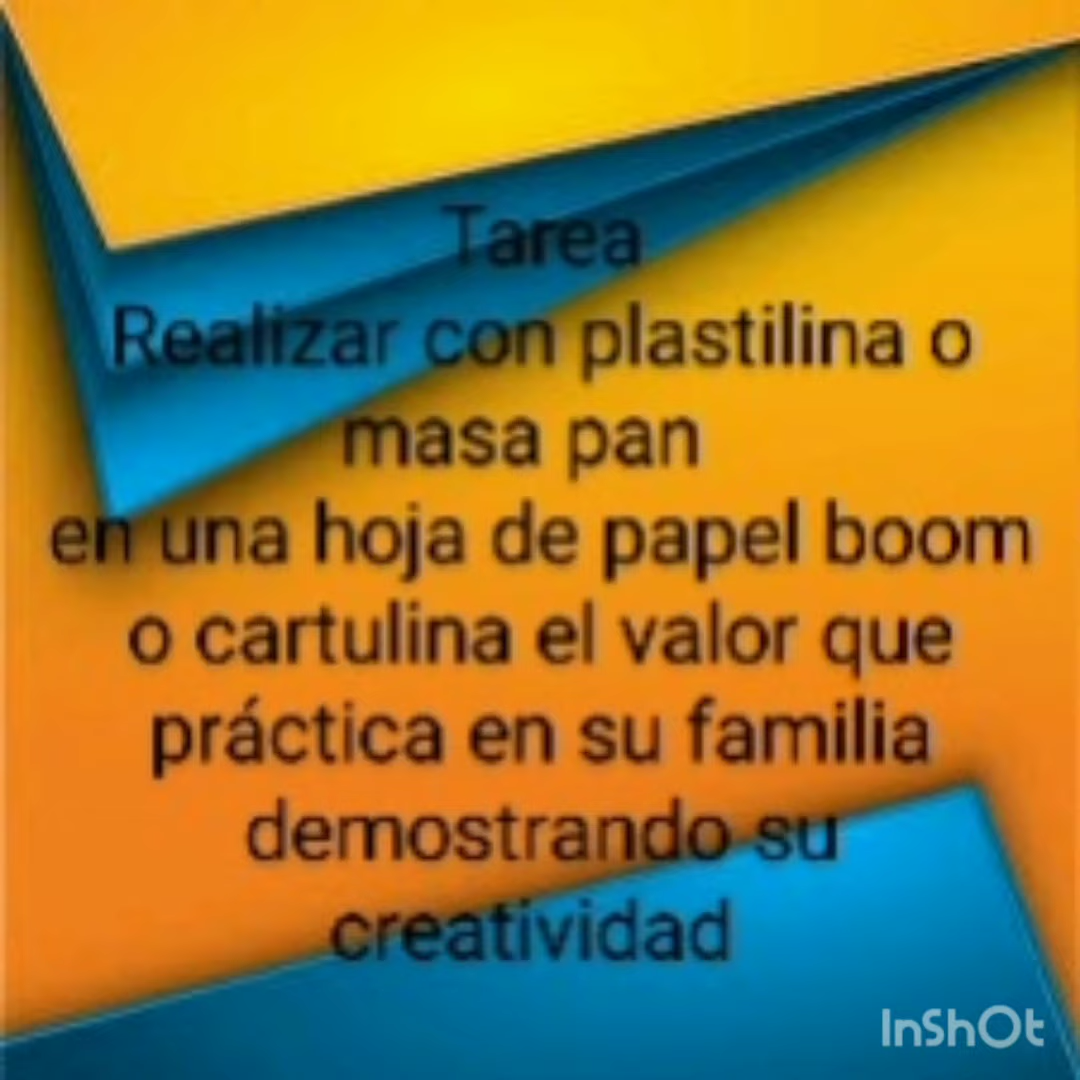 Tarea
Realizar con plastilina o
masa pan
en una hoja de papel boom
o cartulina el valor que
práctica en su familia
demostrando su
creatividad
InShOt